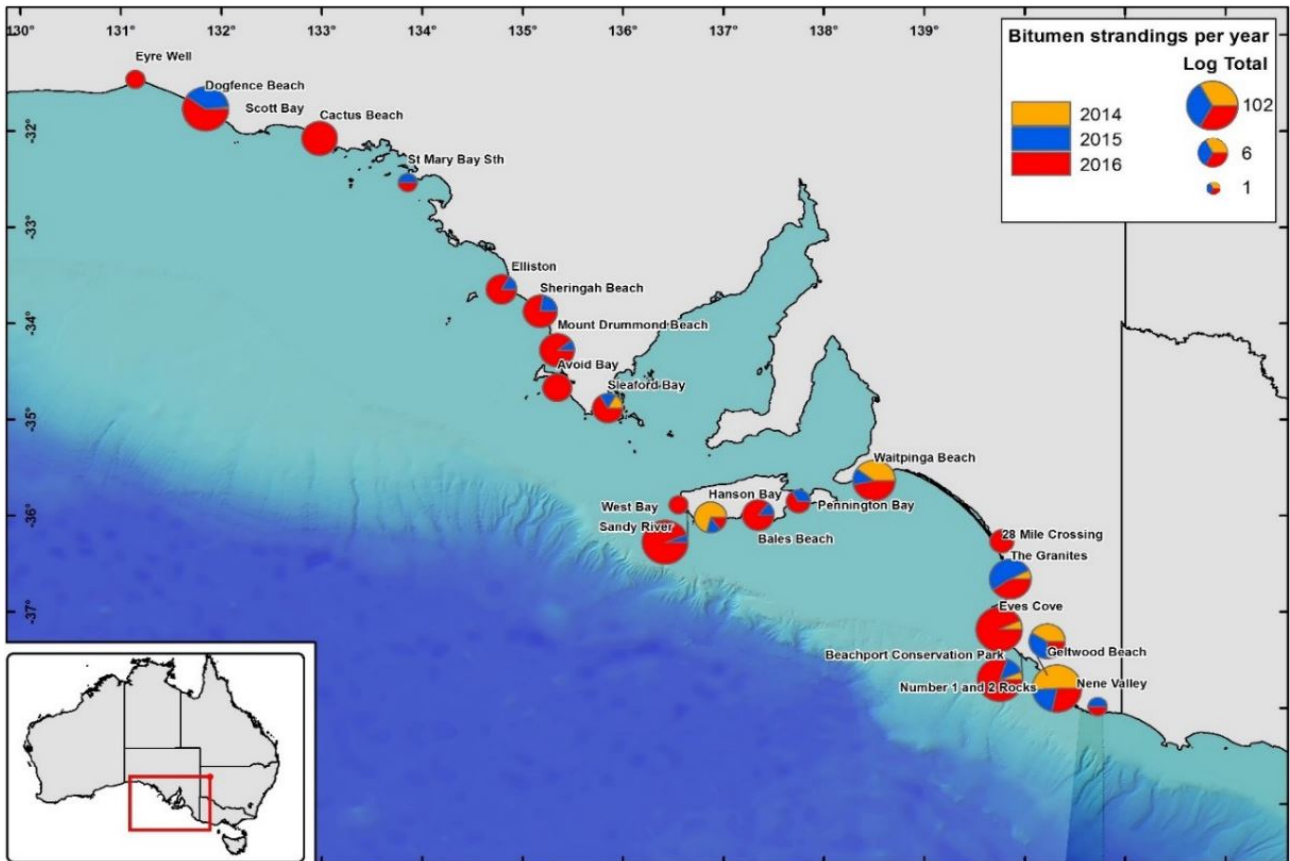 130° 131° 132° 133° 134° 135° 136° 137° 138° 139°
Bitumen strandings per year
Log Total
2014
2015
2016
102
6
1
Eyre Well
Dogfence Beach
Scott Bay
Cactus Beach
-32°
St Mary Bay Sth
-33°
Elliston
Sheringah Beach
-34°
Mount Drummond Beach
Avoid Bay
Sleaford Bay
-35°
Waitpinga Beach
Hanson Bay
West Bay
Pennington Bay
-36°
Sandy River
Bales Beach
28 Mile Crossing
The Granites
-37°
Eves Cove
Geltwood Beach
Beachport Conservation Park
Number 1 and 2 Rocks
Nene Valley